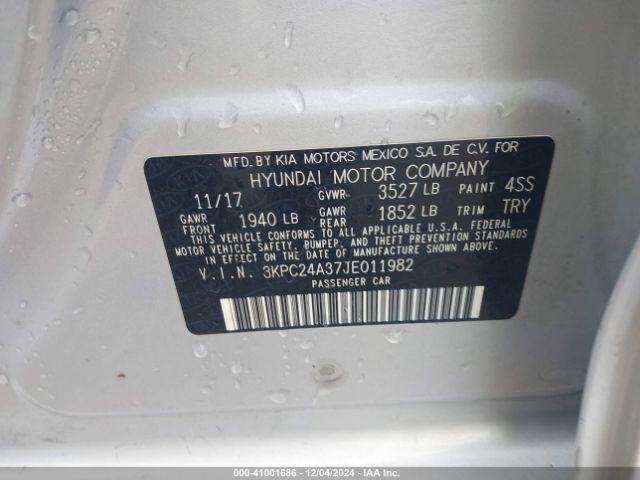 MFD. BY KIA MOTORS MEXICO S.A. DE C.V. FOR
HYUNDAI MOTOR COMPANY
11/17 GVWR 3527 LB PAINT 4SS
GAWR FRONT 1940 LB GAWR REAR 1852 LB TRIM TRY
THIS VEHICLE CONFORMS TO ALL APPLICABLE U.S.A. FEDERAL
MOTOR VEHICLE SAFETY, BUMPER, AND THEFT PREVENTION STANDARDS
IN EFFECT ON THE DATE OF MANUFACTURE SHOWN ABOVE.
V.I.N. 3KPC24A37JE011982
PASSENGER CAR
000-41001686 - 12/04/2024 - IAA Inc.